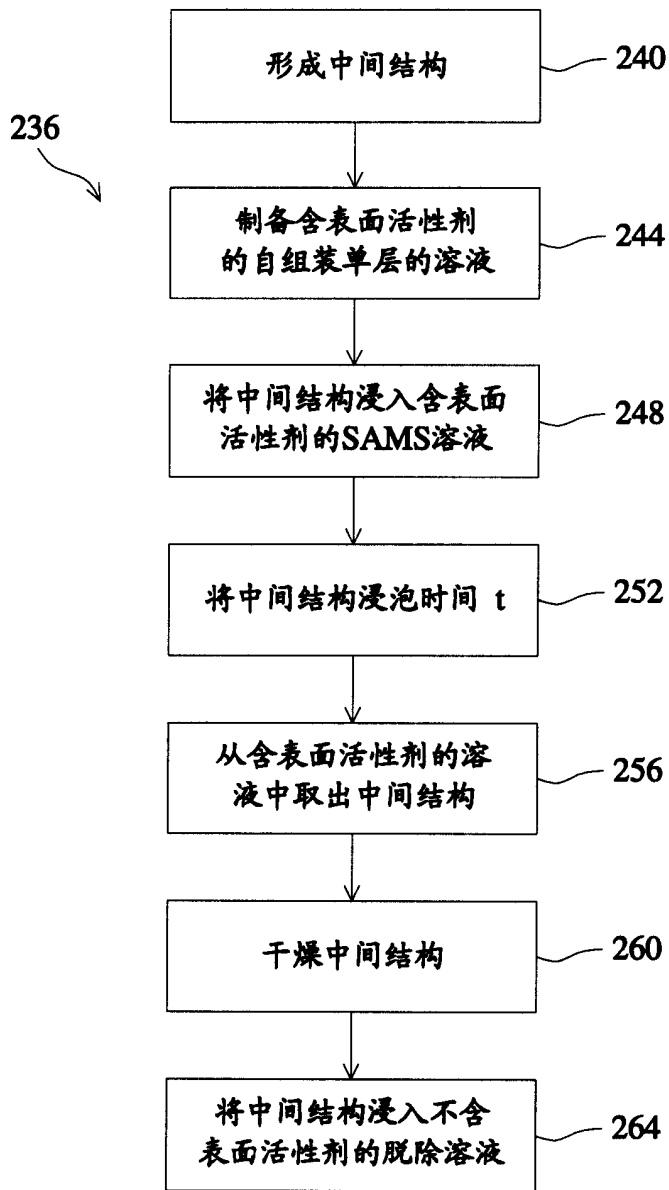 形成中间结构
240
236
制备含表面活性剂
的自组装单层的溶液
244
将中间结构浸入含表面
活性剂的SAMS溶液
248
将中间结构浸泡时间 t
252
从含表面活性剂的溶
液中取出中间结构
256
干燥中间结构
260
将中间结构浸入不含
表面活性剂的脱除溶液
264